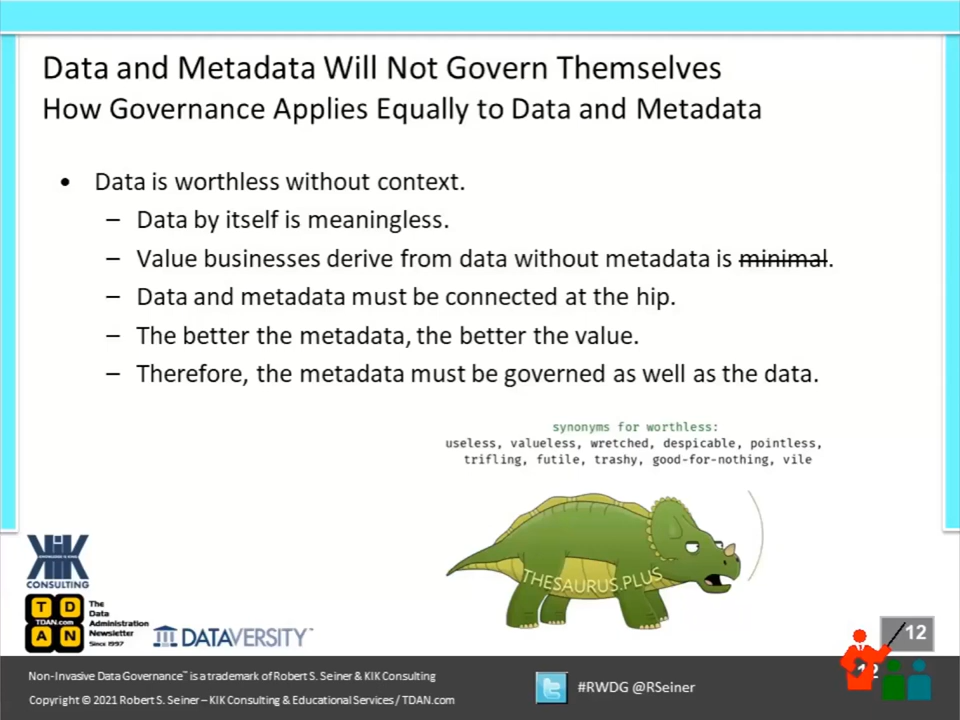 Data and Metadata Will Not Govern Themselves
How Governance Applies Equally to Data and Metadata
• Data is worthless without context.
– Data by itself is meaningless.
– Value businesses derive from data without metadata is minimal.
– Data and metadata must be connected at the hip.
– The better the metadata, the better the value.
– Therefore, the metadata must be governed as well as the data.
synonyms for worthless:
useless, valueless, wretched, despicable, pointless,
trifling, futile, trashy, good-for-nothing, vile
THESAURUS.PLUS
KIK
CONSULTING
T D
TDAN.com
A N
The
Data
Administration
Newsletter
Since 1997
DATAVERSITY™
12
12
Non-Invasive Data Governance™ is a trademark of Robert S. Seiner & KIK Consulting
Copyright © 2021 Robert S. Seiner – KIK Consulting & Educational Services / TDAN.com
#RWDG @RSeiner